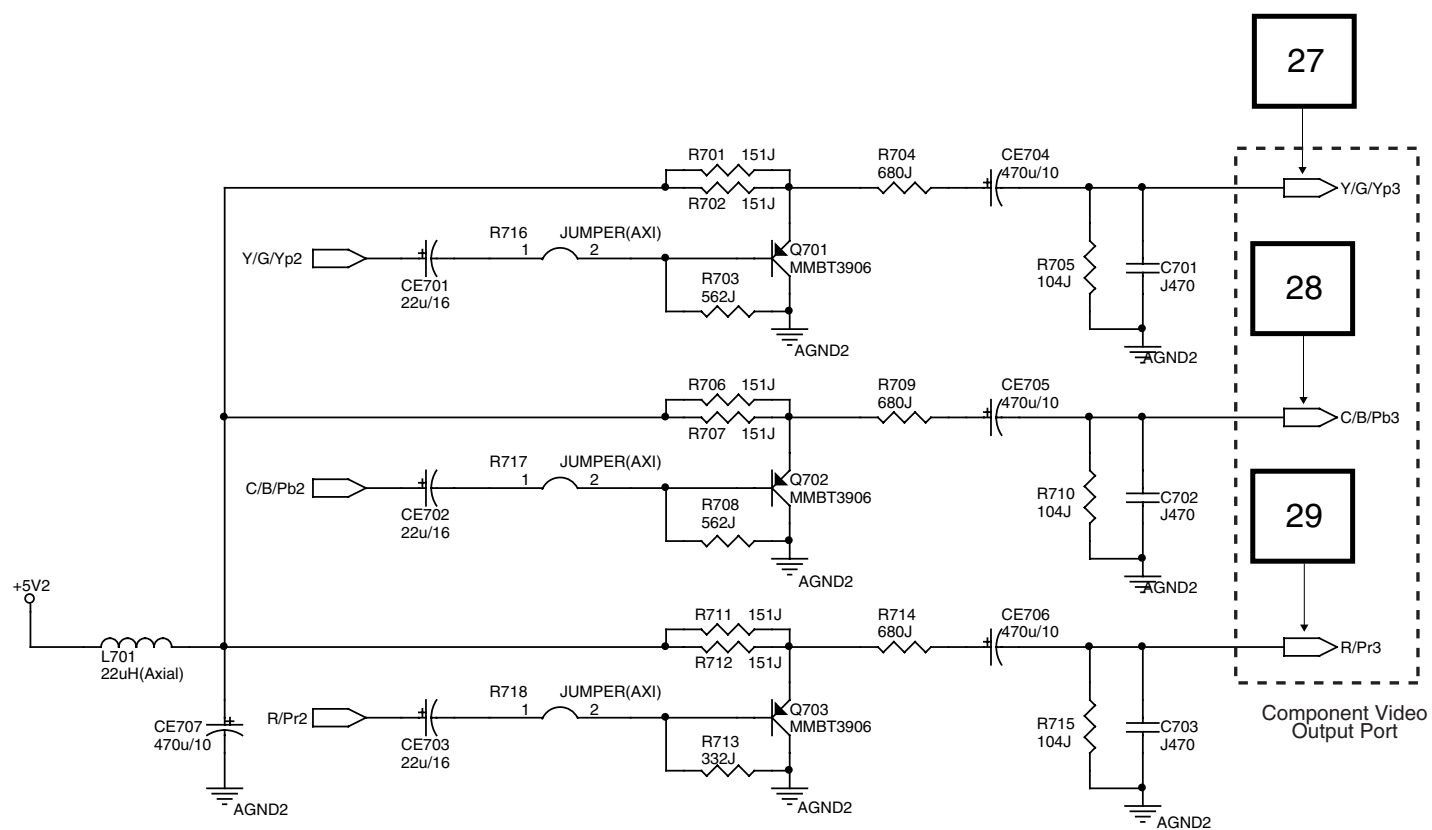 27
R701 151J
R702 151J
R704
680J
CE704
470u/10
Y/G/Yp3
Y/G/Yp2
CE701
22u/16
R716
1
JUMPER(AXI)
2
Q701
MMBT3906
R703
562J
AGND2
R705
104J
C701
J470
AGND2
28
R706 151J
R707 151J
R709
680J
CE705
470u/10
C/B/Pb3
C/B/Pb2
CE702
22u/16
R717
1
JUMPER(AXI)
2
Q702
MMBT3906
R708
562J
AGND2
R710
104J
C702
J470
AGND2
29
+5V2
L701
22uH(Axial)
R711 151J
R712 151J
R714
680J
CE706
470u/10
R/Pr3
CE707
470u/10
AGND2
R/Pr2
CE703
22u/16
R718
1
JUMPER(AXI)
2
Q703
MMBT3906
R713
332J
AGND2
R715
104J
C703
J470
AGND2
Component Video
Output Port